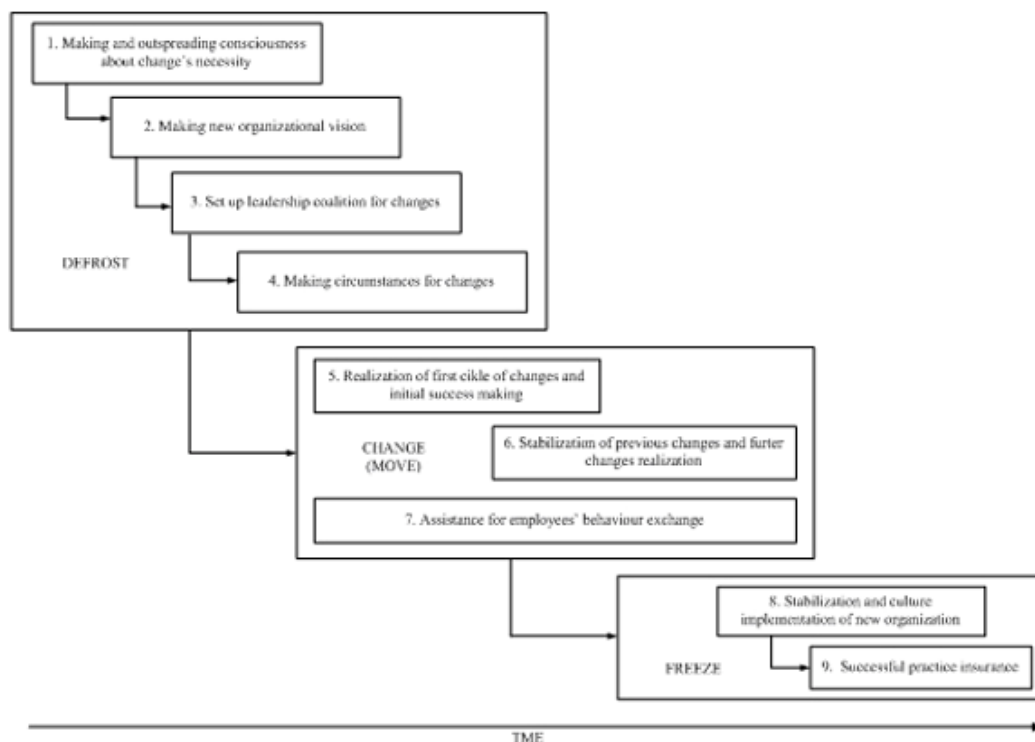 1. Making and outspreading consciousness
about change's necessity
2. Making new organizational vision
3. Set up leadership coalition for changes
DEFROST
4. Making circumstances for changes
5. Realization of first cikle of changes and
initial success making
CHANGE
(MOVE)
6. Stabilization of previous changes and furter
changes realization
7. Assistance for employees' behaviour exchange
8. Stabilization and culture
implementation of new organization
FREEZE
9. Successful practice insurance
TME